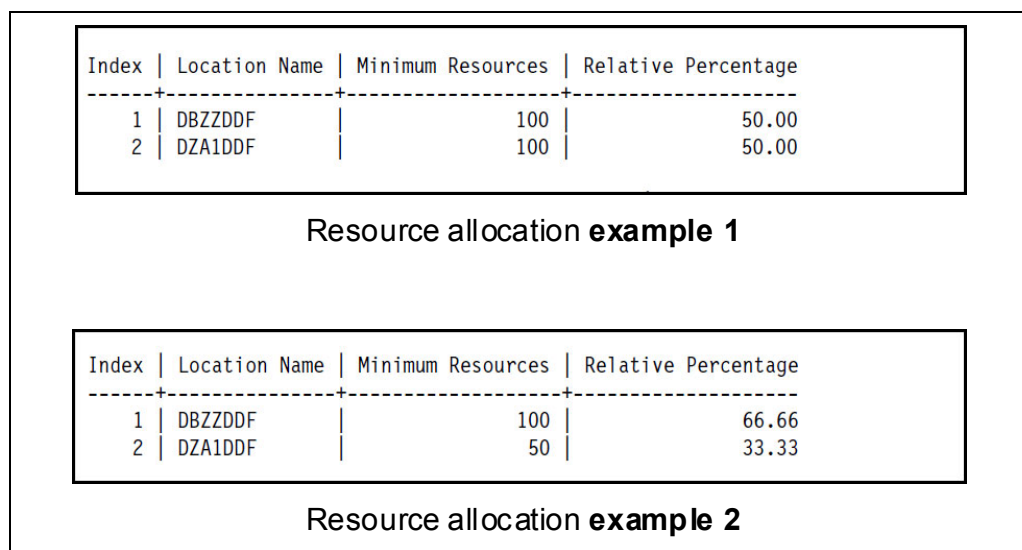 Index | Location Name | Minimum Resources | Relative Percentage
------+---------------+-------------------+--------------------
1 | DBZZDDF | 100 | 50.00
2 | DZA1DDF | 100 | 50.00
Resource allocation example 1
Index | Location Name | Minimum Resources | Relative Percentage
------+---------------+-------------------+--------------------
1 | DBZZDDF | 100 | 66.66
2 | DZA1DDF | 50 | 33.33
Resource allocation example 2